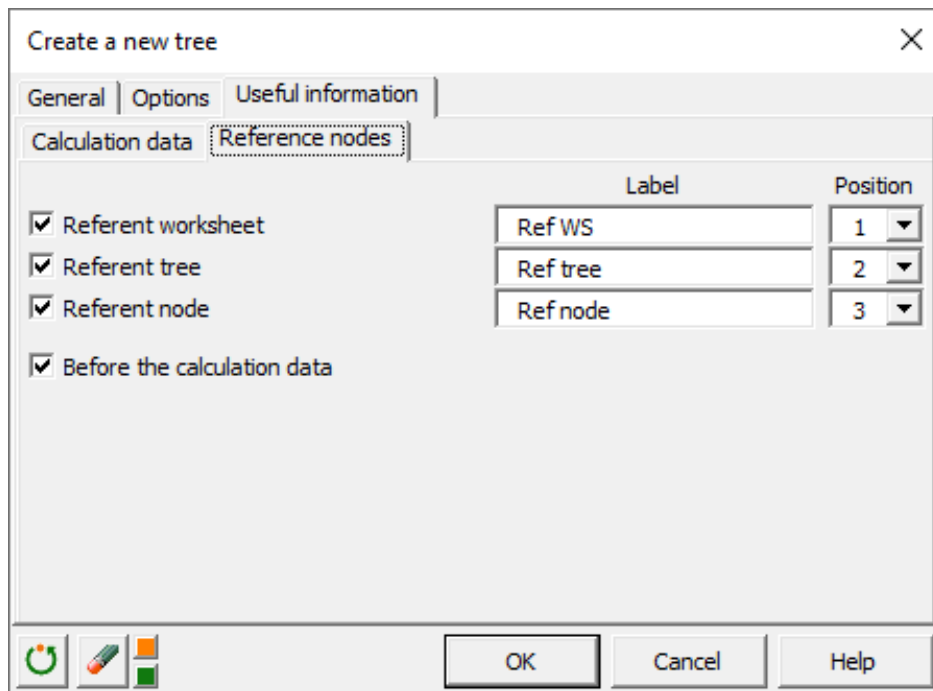 Create a new tree
General Options Useful information
Calculation data Reference nodes
Label Position
Referent worksheet Ref WS 1
Referent tree Ref tree 2
Referent node Ref node 3
Before the calculation data
OK Cancel Help